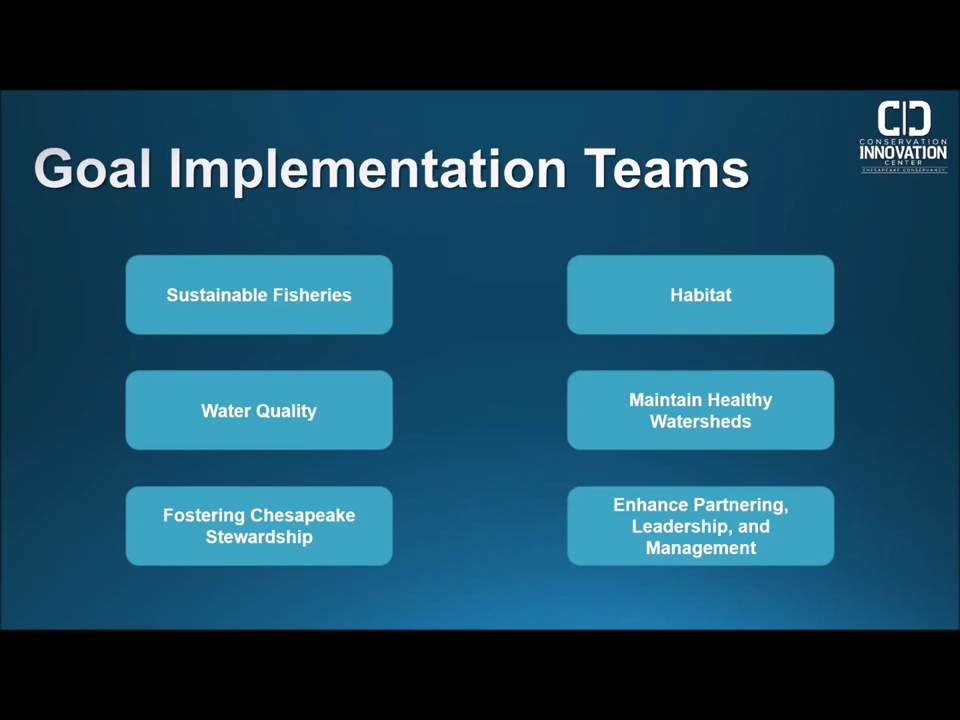 CONSERVATION
INNOVATION
CENTER
CHESAPEAKE CONSERVANCY
Goal Implementation Teams
Sustainable Fisheries
Habitat
Water Quality
Maintain Healthy
Watersheds
Fostering Chesapeake
Stewardship
Enhance Partnering,
Leadership, and
Management